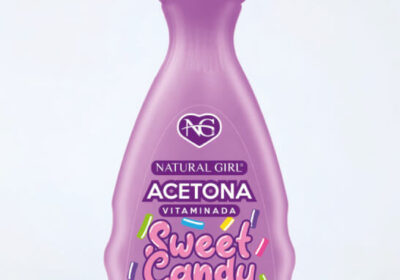 NG
NATURAL GIRL®
ACETONA
VITAMINADA
Sweet
Candy